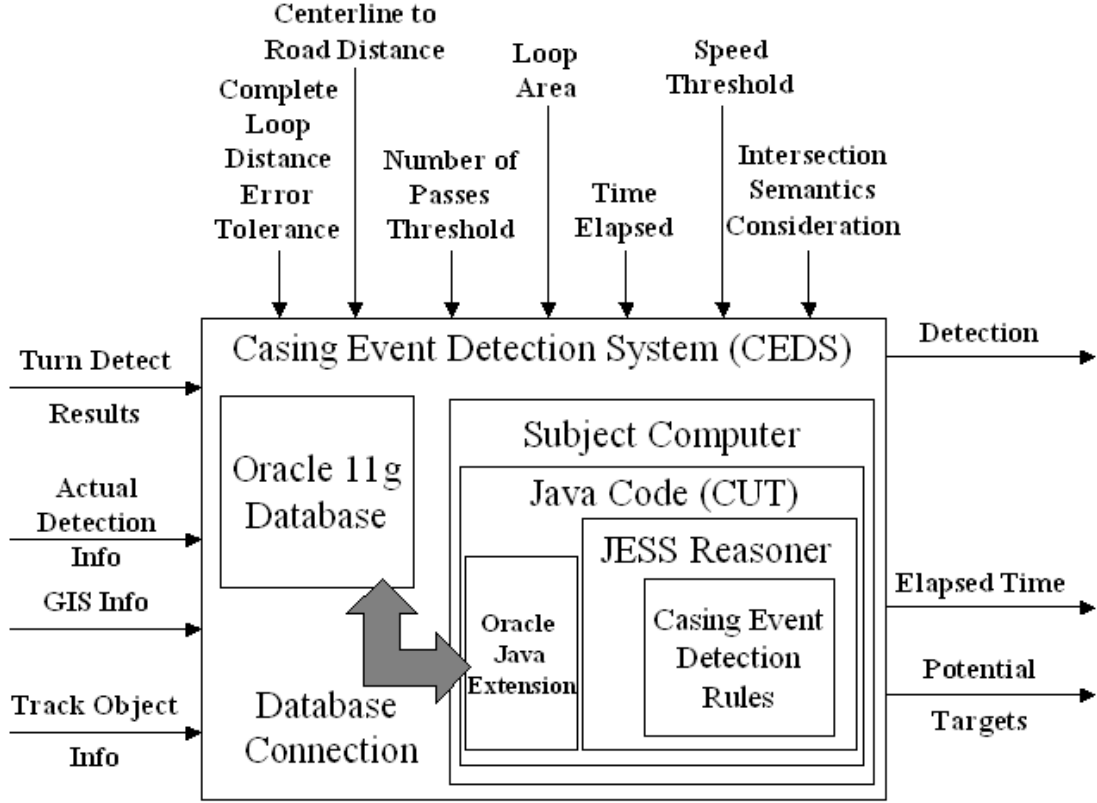 Centerline to
Road Distance
Complete
Loop
Distance
Error
Tolerance
Number of
Passes
Threshold
Loop
Area
Time
Elapsed
Speed
Threshold
Intersection
Semantics
Consideration
Turn Detect
Results
Actual
Detection
Info
GIS Info
Track Object
Info
Casing Event Detection System (CEDS)
Oracle 11g
Database
Database
Connection
Subject Computer
Java Code (CUT)
Oracle
Java
Extension
JESS Reasoner
Casing Event
Detection
Rules
Detection
Elapsed Time
Potential
Targets